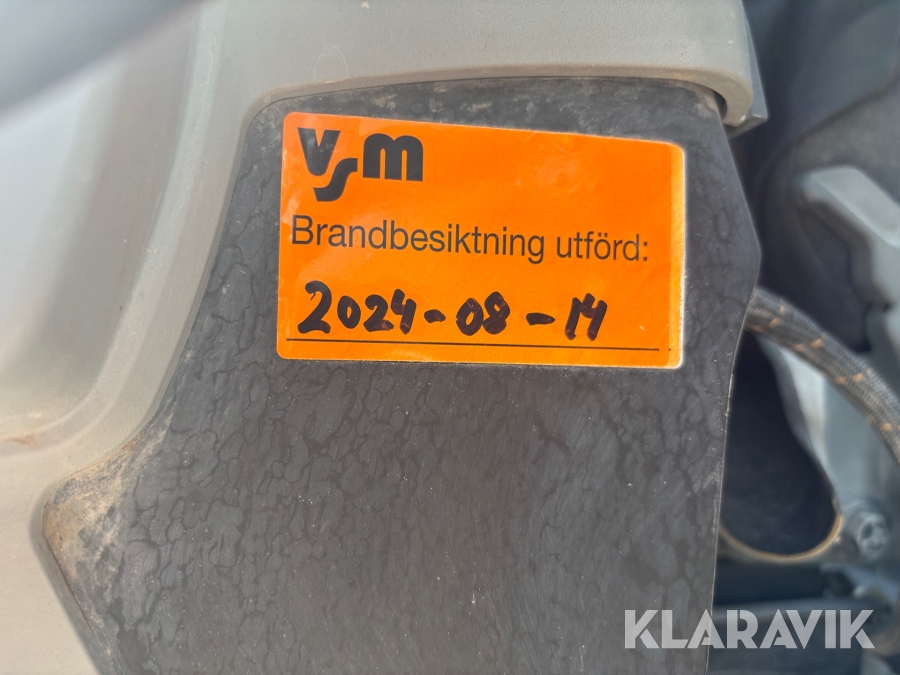 vsm
Brandbesiktning utförd:
2024-08-14
KLARAVIK